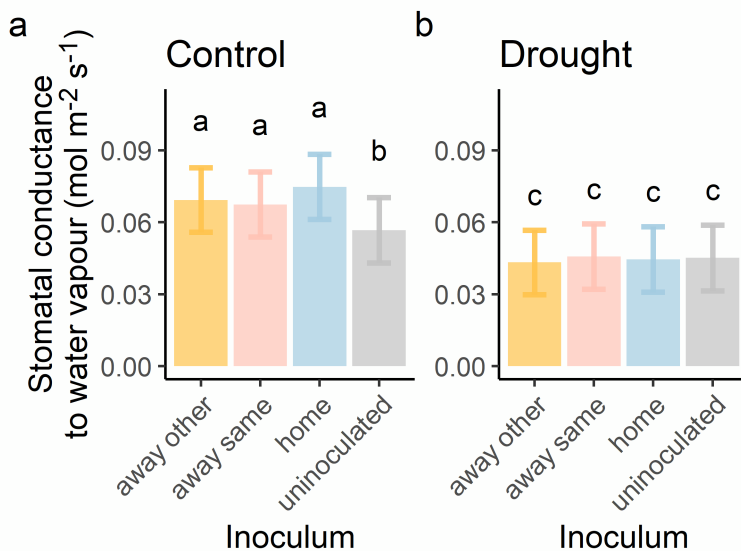 a
Control
Stomatal conductance
to water vapour (mol m⁻² s⁻¹)
0.09
0.06
0.03
0.00
a
a
a
b
away other
away same
home
uninoculated
Inoculum
b
Drought
0.09
0.06
0.03
0.00
c
c
c
c
away other
away same
home
uninoculated
Inoculum